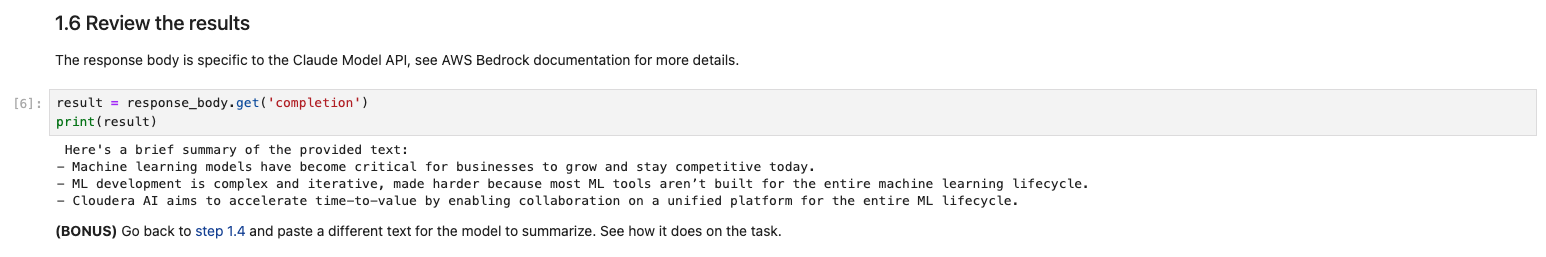 1.6 Review the results
The response body is specific to the Claude Model API, see AWS Bedrock documentation for more details.
[6]: result = response_body.get('completion')
print(result)
Here's a brief summary of the provided text:
– Machine learning models have become critical for businesses to grow and stay competitive today.
– ML development is complex and iterative, made harder because most ML tools aren’t built for the entire machine learning lifecycle.
– Cloudera AI aims to accelerate time-to-value by enabling collaboration on a unified platform for the entire ML lifecycle.
(BONUS) Go back to step 1.4 and paste a different text for the model to summarize. See how it does on the task.